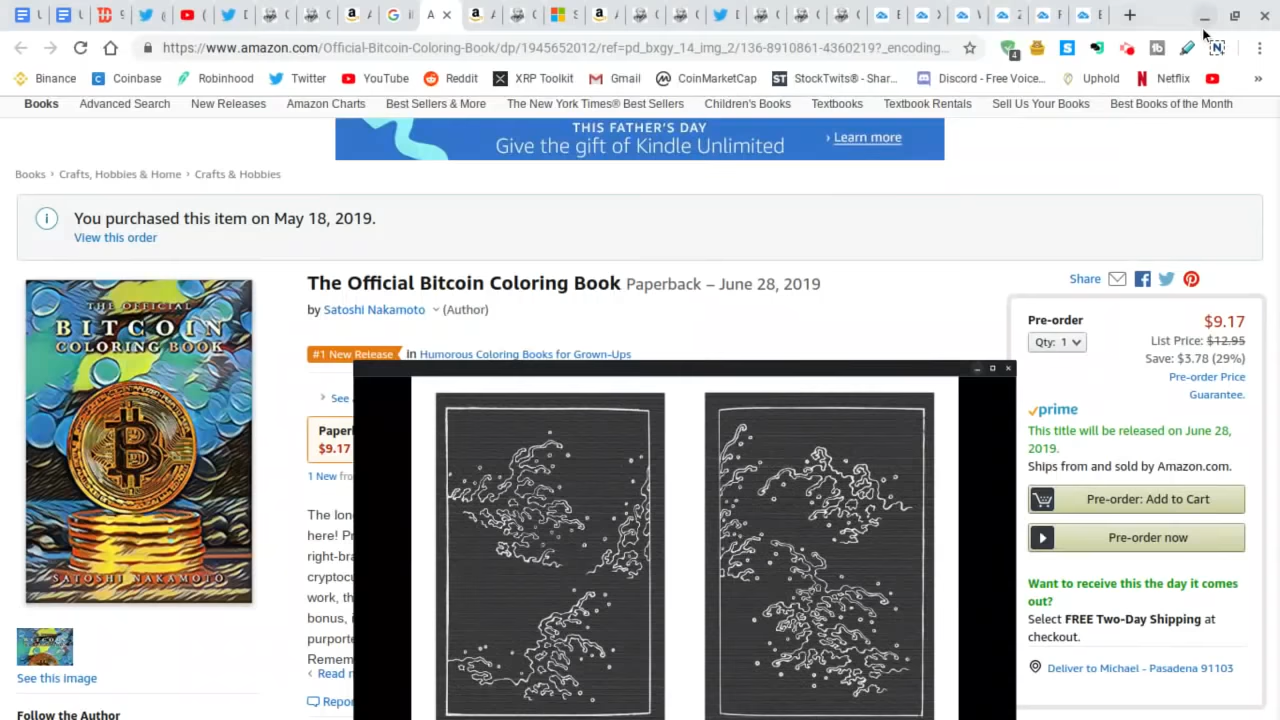 https://www.amazon.com/Official-Bitcoin-Coloring-Book/dp/1945652012/ref=pd_bxgy_14_img_2/136-8910861-4360219?_encoding...
Binance Coinbase Robinhood Twitter YouTube Reddit XRP Toolkit Gmail CoinMarketCap StockTwits® - Shar... Discord - Free Voice... Uphold Netflix »
Books Advanced Search New Releases Amazon Charts Best Sellers & More The New York Times® Best Sellers Children's Books Textbooks Textbook Rentals Sell Us Your Books Best Books of the Month
THIS FATHER'S DAY
Give the gift of Kindle Unlimited
› Learn more
Books › Crafts, Hobbies & Home › Crafts & Hobbies
You purchased this item on May 18, 2019.
View this order
THE OFFICIAL
BITCOIN
COLORING BOOK
SATOSHI NAKAMOTO
See this image
Follow the Author
The Official Bitcoin Coloring Book Paperback – June 28, 2019
by Satoshi Nakamoto (Author)
#1 New Release in Humorous Coloring Books for Grown-Ups
› See
Paper
$9.17
1 New fro
The lon
here! P
right-bra
cryptocu
work, th
bonus, i
purporte
Remem
‹ Read
Repor
Share
Pre-order: $9.17
Qty: 1 List Price: $12.95
Save: $3.78 (29%)
Pre-order Price
Guarantee.
prime
This title will be released on June 28,
2019.
Ships from and sold by Amazon.com.
Pre-order: Add to Cart
Pre-order now
Want to receive this the day it comes
out?
Select FREE Two-Day Shipping at
checkout.
Deliver to Michael - Pasadena 91103